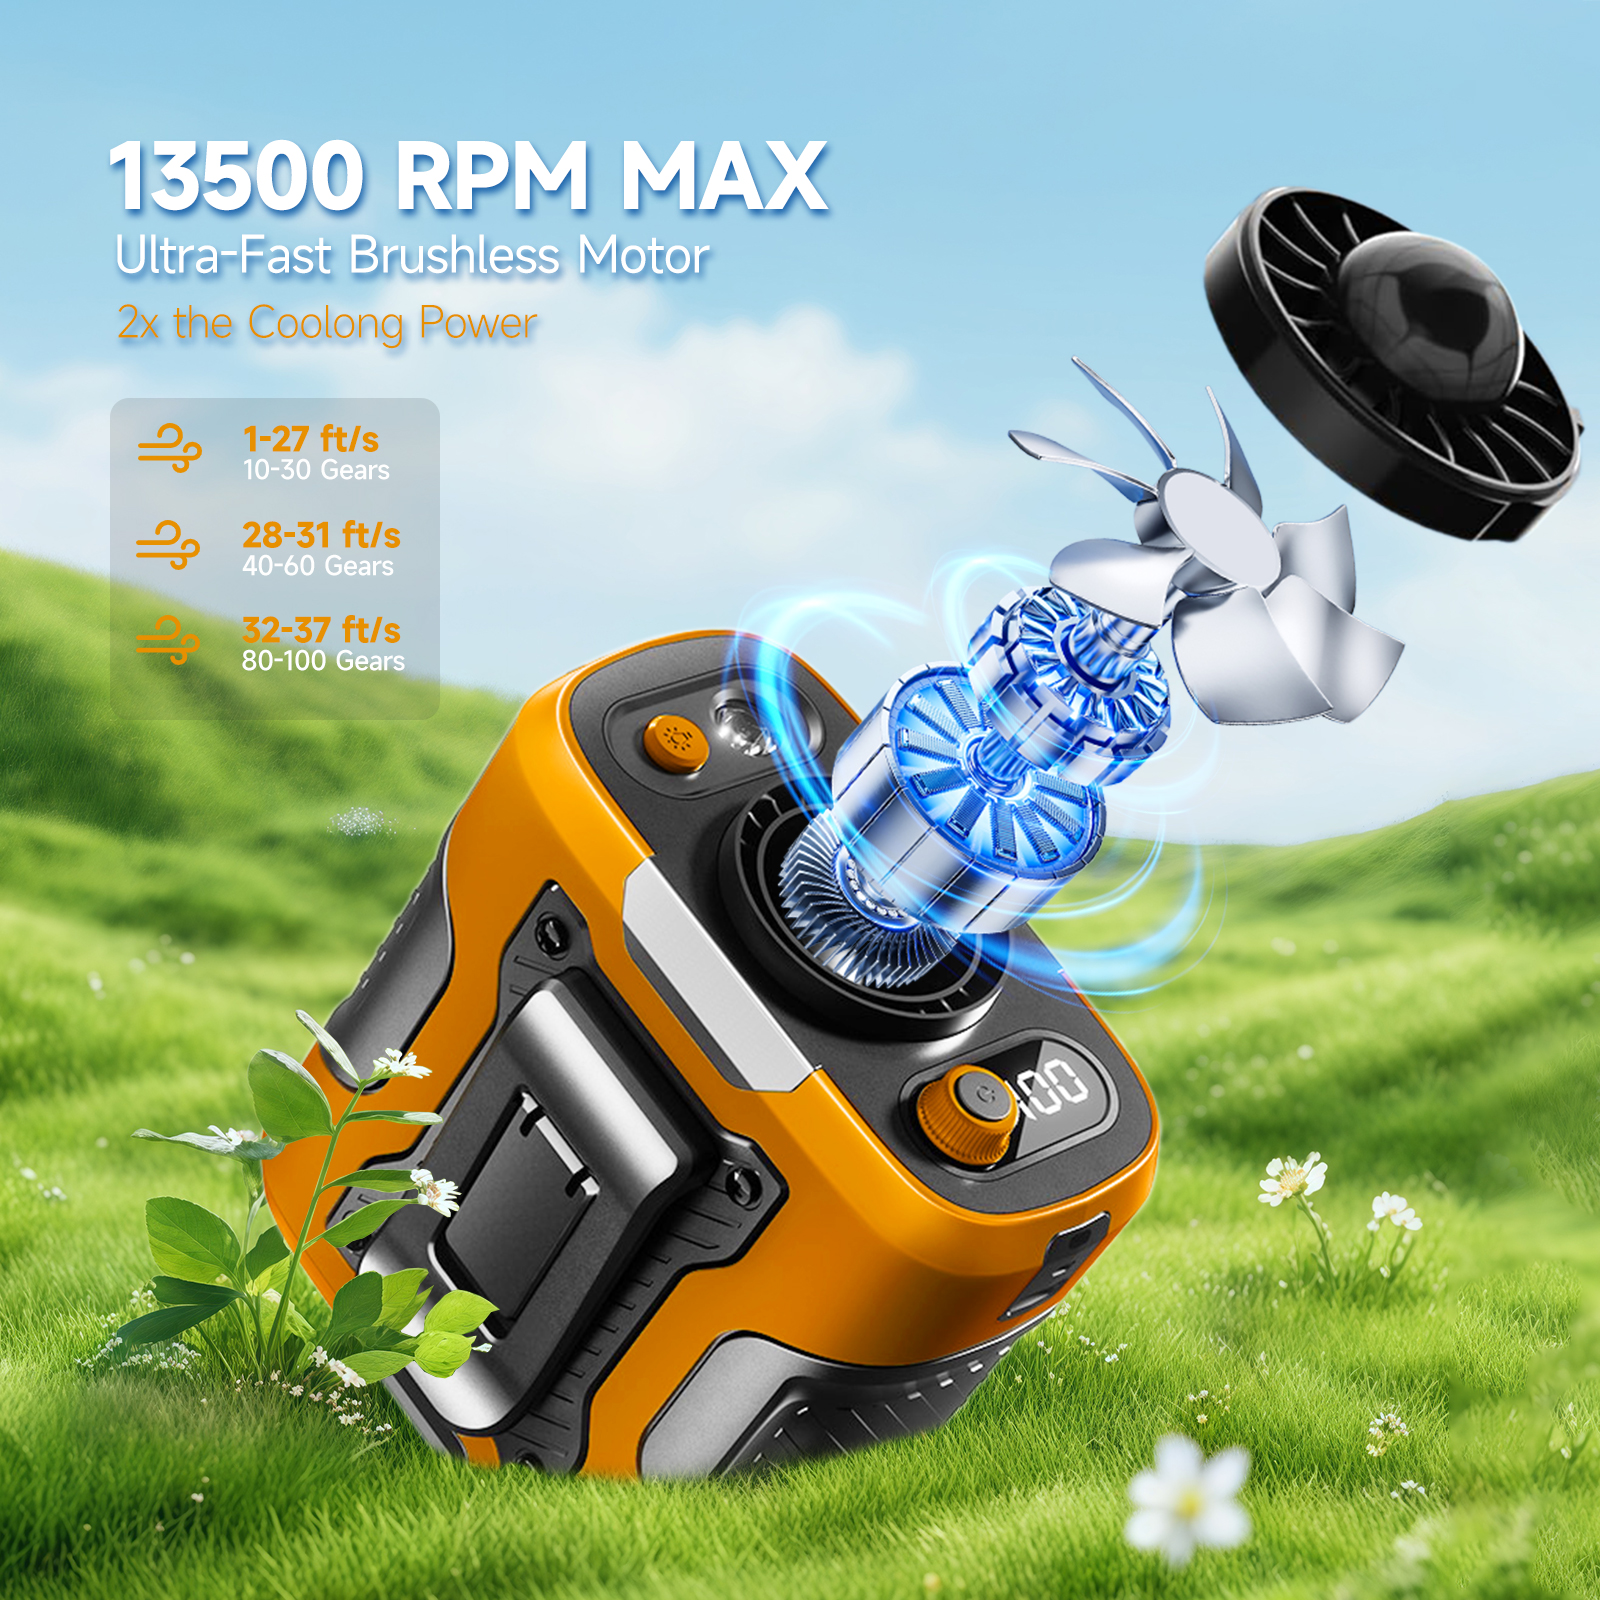 13500 RPM MAX
Ultra-Fast Brushless Motor
2x the Coolong Power
1-27 ft/s
10-30 Gears
28-31 ft/s
40-60 Gears
32-37 ft/s
80-100 Gears
100